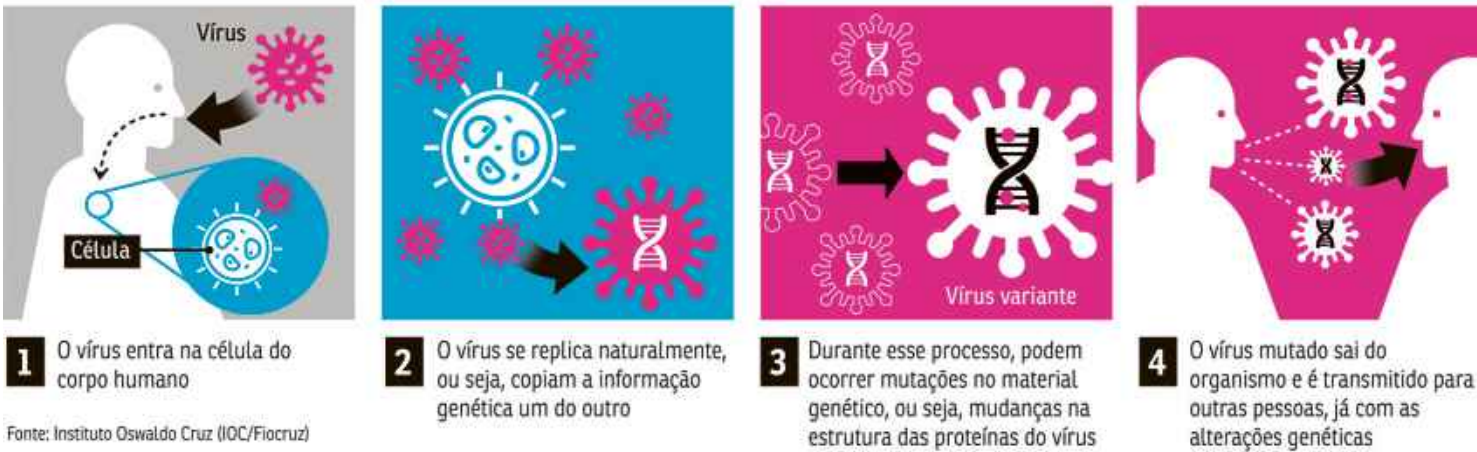 Vírus
Célula
Vírus variante
1
O vírus entra na célula do
corpo humano
2
O vírus se replica naturalmente,
ou seja, copiam a informação
genética um do outro
3
Durante esse processo, podem
ocorrer mutações no material
genético, ou seja, mudanças na
estrutura das proteínas do vírus
4
O vírus mutado sai do
organismo e é transmitido para
outras pessoas, já com as
alterações genéticas
Fonte: Instituto Oswaldo Cruz (IOC/Fiocruz)